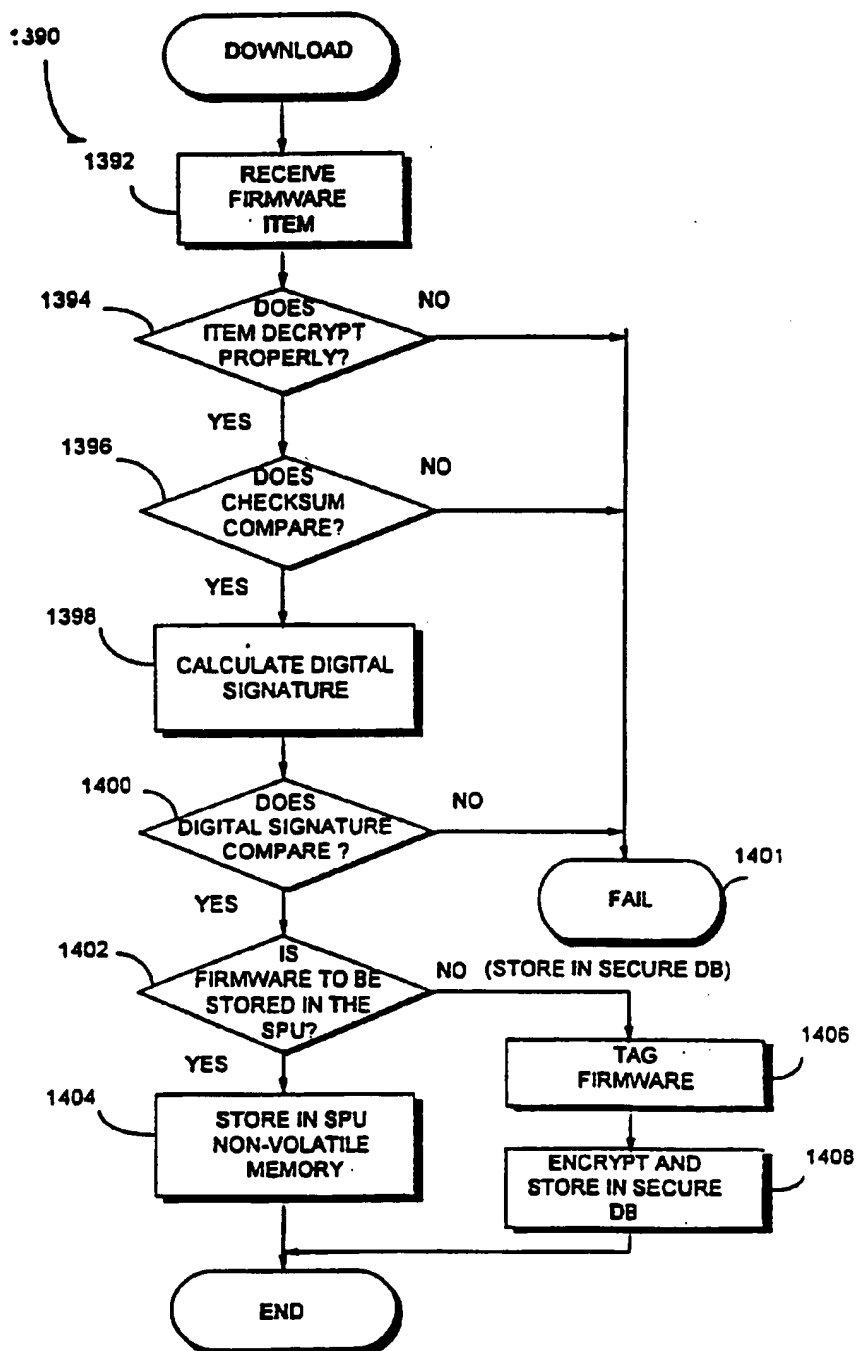 1390
DOWNLOAD
1392
RECEIVE
FIRMWARE
ITEM
1394
DOES
ITEM DECRYPT
PROPERLY?
NO
YES
1396
DOES
CHECKSUM
COMPARE?
NO
YES
1398
CALCULATE DIGITAL
SIGNATURE
1400
DOES
DIGITAL SIGNATURE
COMPARE ?
NO
YES
1401
FAIL
1402
IS
FIRMWARE TO BE
STORED IN THE
SPU?
NO (STORE IN SECURE DB)
YES
1404
STORE IN SPU
NON-VOLATILE
MEMORY
1406
TAG
FIRMWARE
1408
ENCRYPT AND
STORE IN SECURE
DB
END